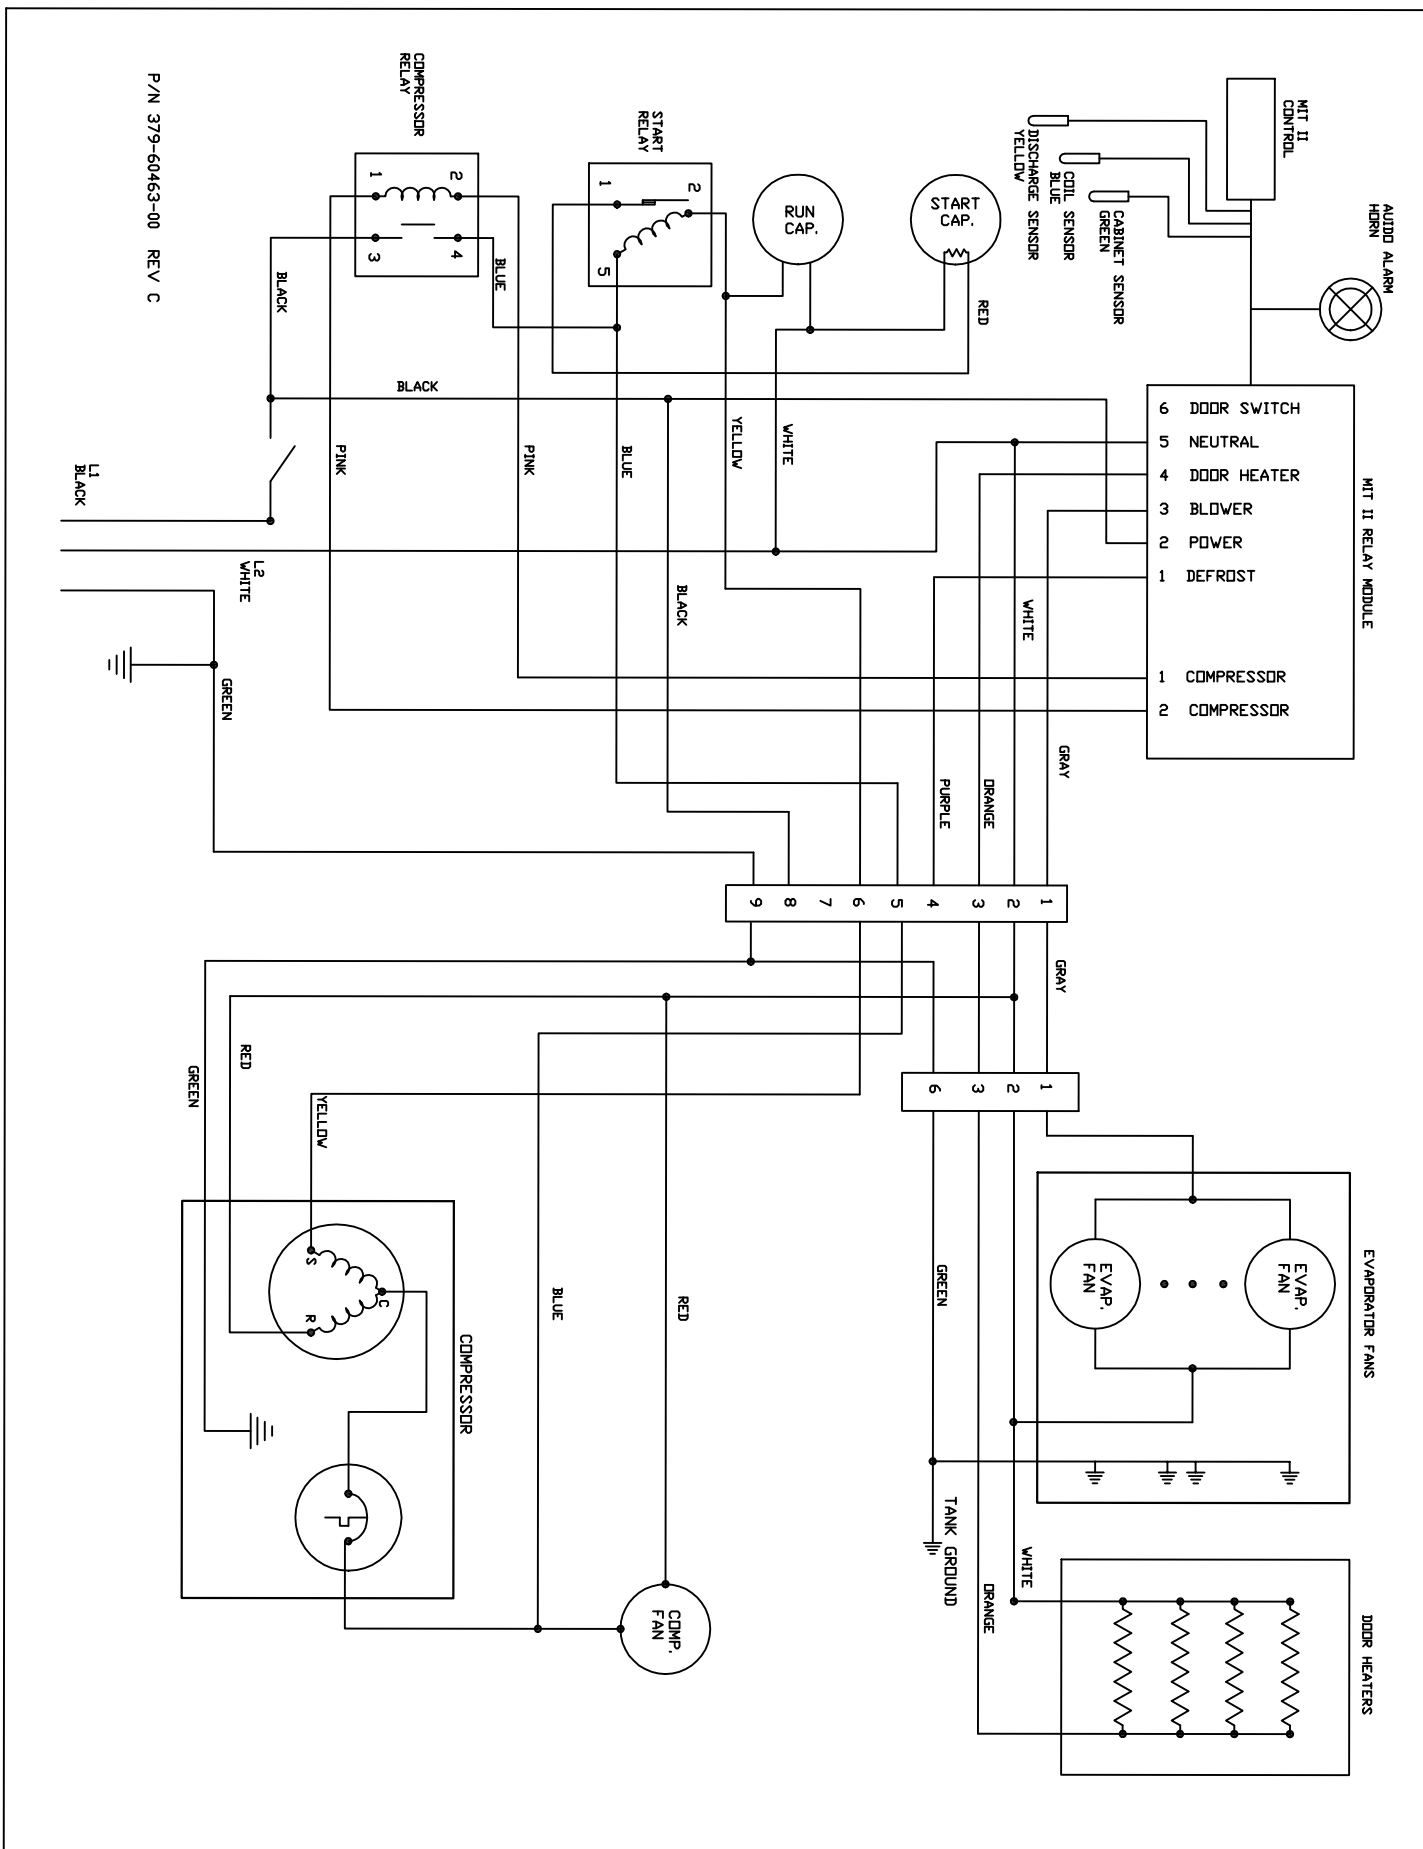 AUIDO ALARM
HORN
MIT II
CONTROL
DISCHARGE SENSOR
YELLOW
COIL SENSOR
BLUE
CABINET SENSOR
GREEN
START
CAP.
RED
RUN
CAP.
START
RELAY
1
2
5
COMPRESSOR
RELAY
1
2
3
4
BLUE
BLACK
P/N 379-60463-00 REV C
BLACK
PINK
PINK
BLUE
YELLOW
WHITE
L1
BLACK
L2
WHITE
MIT II RELAY MODULE
6 DOOR SWITCH
5 NEUTRAL
4 DOOR HEATER
3 BLOWER
2 POWER
1 DEFROST
1 COMPRESSOR
2 COMPRESSOR
BLACK
WHITE
GREEN
GRAY
ORANGE
PURPLE
9 8 7 6 5 4 3 2 1
GRAY
RED
GREEN
YELLOW
6 3 2 1
EVAPORATOR FANS
EVAP.
FAN
EVAP.
FAN
GREEN
BLUE
RED
COMPRESSOR
S
C
R
TANK GROUND
WHITE
ORANGE
COMP.
FAN
DOOR HEATERS